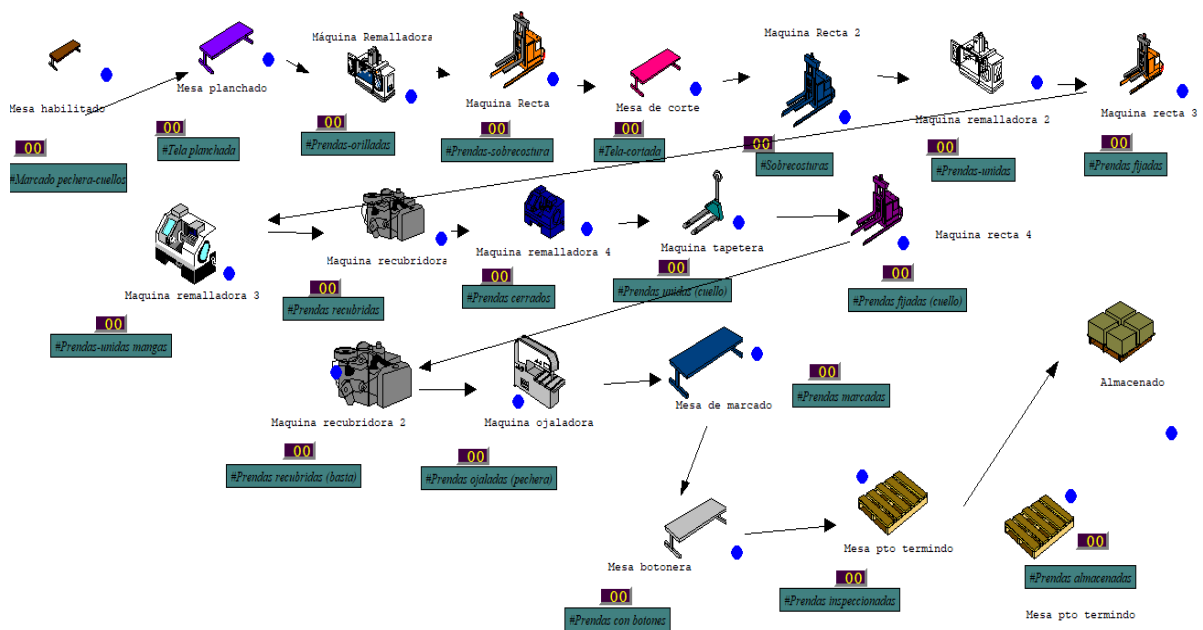 Mesa habilitado
Mesa planchado
Máquina Remalladora
Maquina Recta
Mesa de corte
Maquina Recta 2
Maquina remalladora 2
Maquina recta 3
00
#Marcado pechera-cuellos
00
#Tela planchada
00
#Prendas-orilladas
00
#Prendas-sobrecostura
00
#Tela-cortada
00
#Sobrecosturas
00
#Prendas-unidas
00
#Prendas fijadas
Maquina remalladora 3
Maquina recubridora
Maquina remalladora 4
Maquina tapetera
Maquina recta 4
00
#Prendas-unidas mangas
00
#Prendas recubridas
00
#Prendas cerrados
00
#Prendas unidas (cuello)
00
#Prendas fijadas (cuello)
Maquina recubridora 2
Maquina ojaladora
Mesa de marcado
00
#Prendas marcadas
Almacenado
00
#Prendas recubridas (basta)
00
#Prendas ojaladas (pechera)
Mesa botonera
Mesa pto termindo
00
#Prendas almacenadas
Mesa pto termindo
00
#Prendas con botones
00
#Prendas inspeccionadas